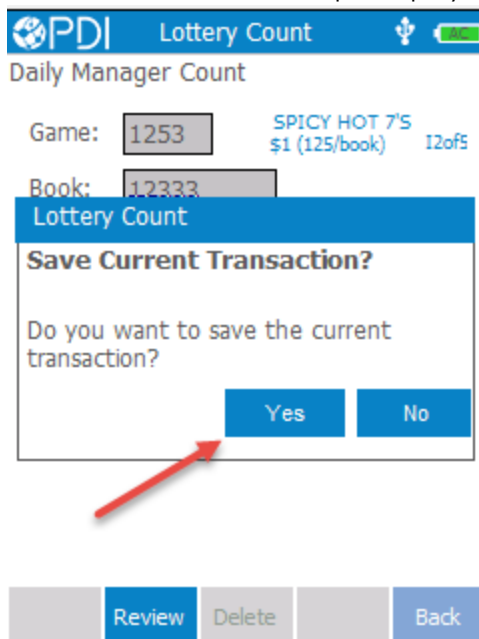 PDI Lottery Count AC
Daily Manager Count
Game: 1253 SPICY HOT 7'S
$1 (125/book) I2of5
Book: 12333
Lottery Count
Save Current Transaction?
Do you want to save the current
transaction?
Yes No
Review Delete Back